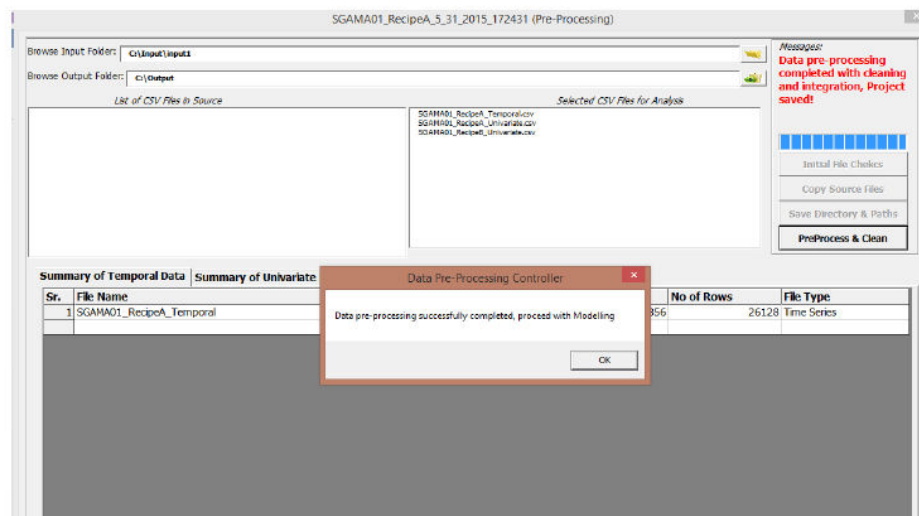 SGAMA01_RecipeA_5_31_2015_172431 (Pre-Processing)
Browse Input Folder: C:\Input\input1
Browse Output Folder: C:\Output
Messages:
Data pre-processing
completed with cleaning
and integration, Project
saved!
List of CSV Files in Source
Selected CSV Files for Analysis
SGAMA01_RecipeA_Temporal.csv
SGAMA01_RecipeA_Univariate.csv
SGAMA01_RecipeB_Univariate.csv
Initial File Chekcs
Copy Source Files
Save Directory & Paths
PreProcess & Clean
Summary of Temporal Data Summary of Univariate
Data Pre-Processing Controller
Data pre-processing successfully completed, proceed with Modelling
OK
Sr. File Name No of Rows File Type
1 SGAMA01_RecipeA_Temporal 356 26128 Time Series